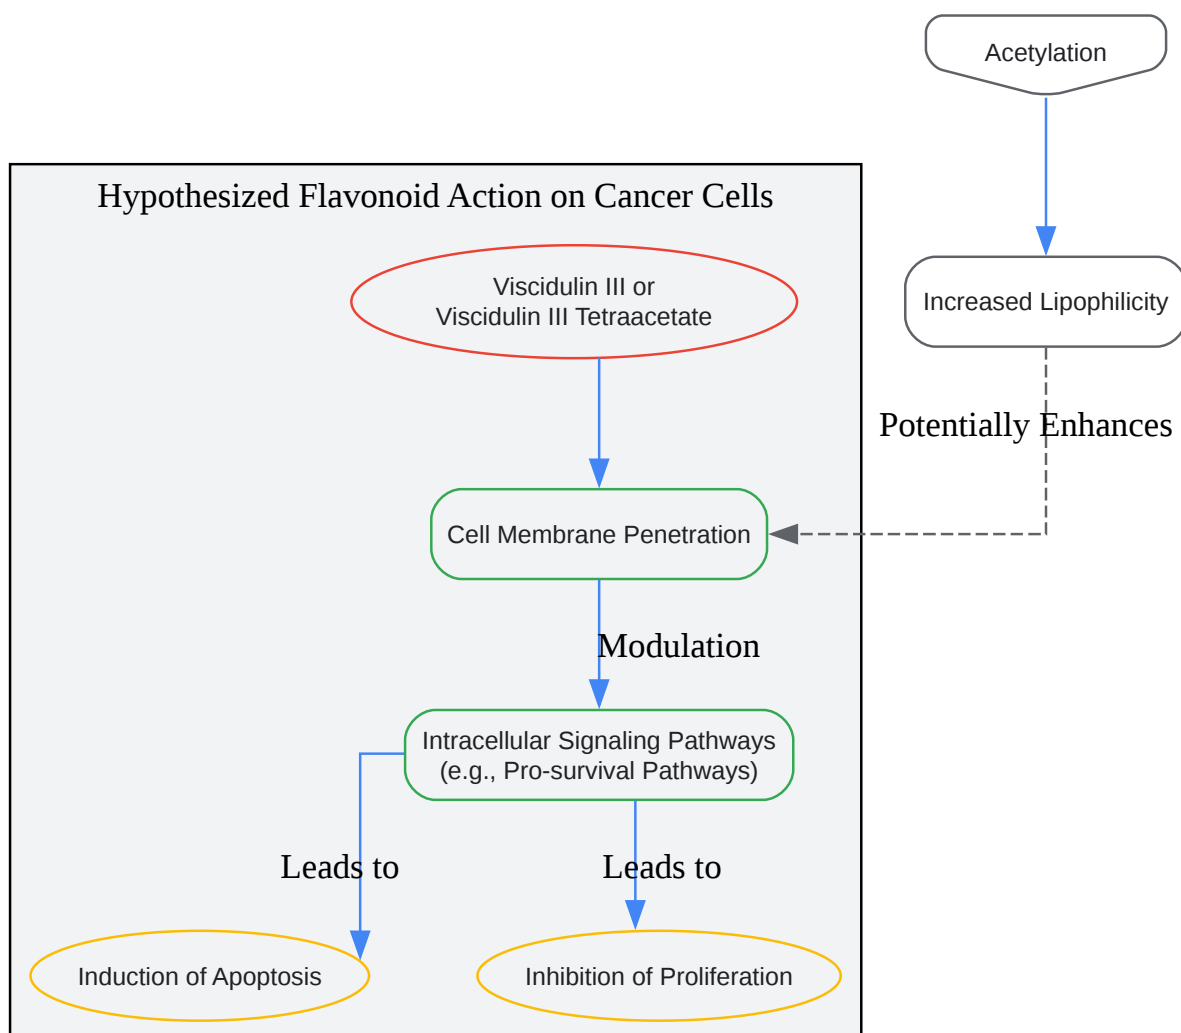 Acetylation
Hypothesized Flavonoid Action on Cancer Cells
Viscidulin III or
Viscidulin III Tetraacetate
Increased Lipophilicity
Potentially Enhances
Cell Membrane Penetration
Modulation
Intracellular Signaling Pathways
(e.g., Pro-survival Pathways)
Leads to
Leads to
Induction of Apoptosis
Inhibition of Proliferation